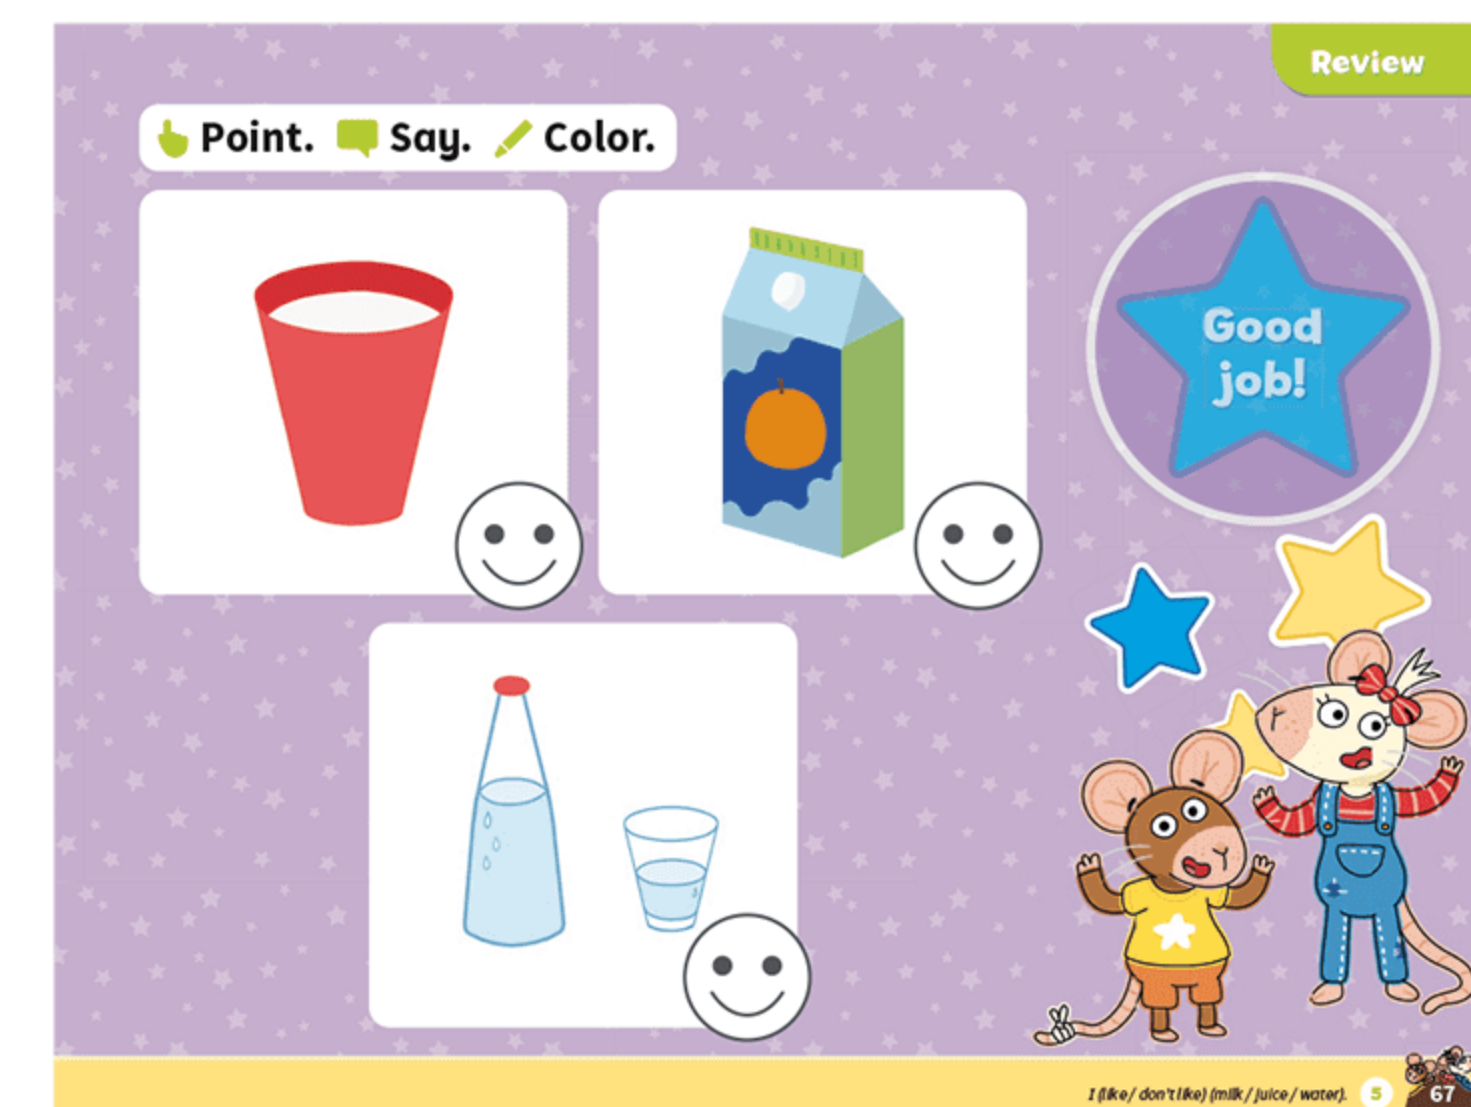 Review
Point. Say. Color.
Good
job!
I (like / don't like) (milk / juice / water).
5
67